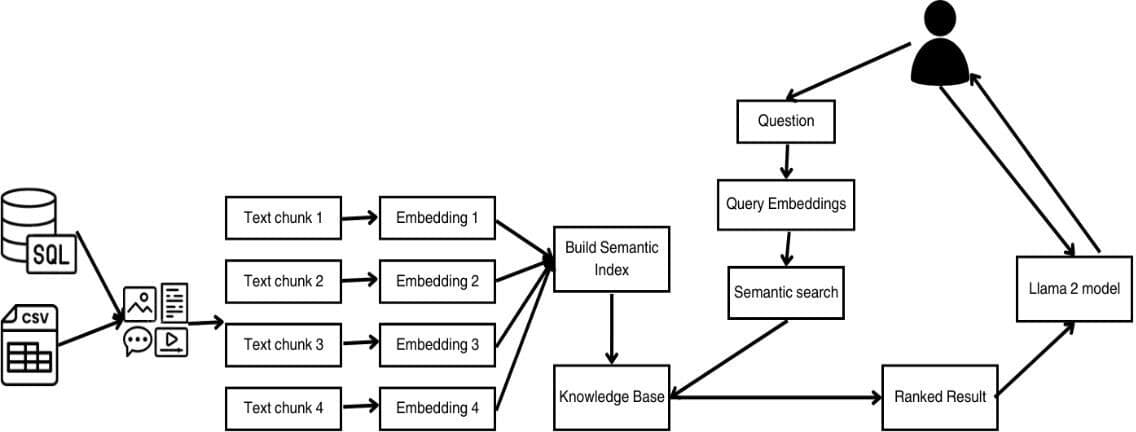 SQL
CSV
Text chunk 1
Embedding 1
Text chunk 2
Embedding 2
Text chunk 3
Embedding 3
Text chunk 4
Embedding 4
Build Semantic
Index
Knowledge Base
Question
Query Embeddings
Semantic search
Ranked Result
Llama 2 model